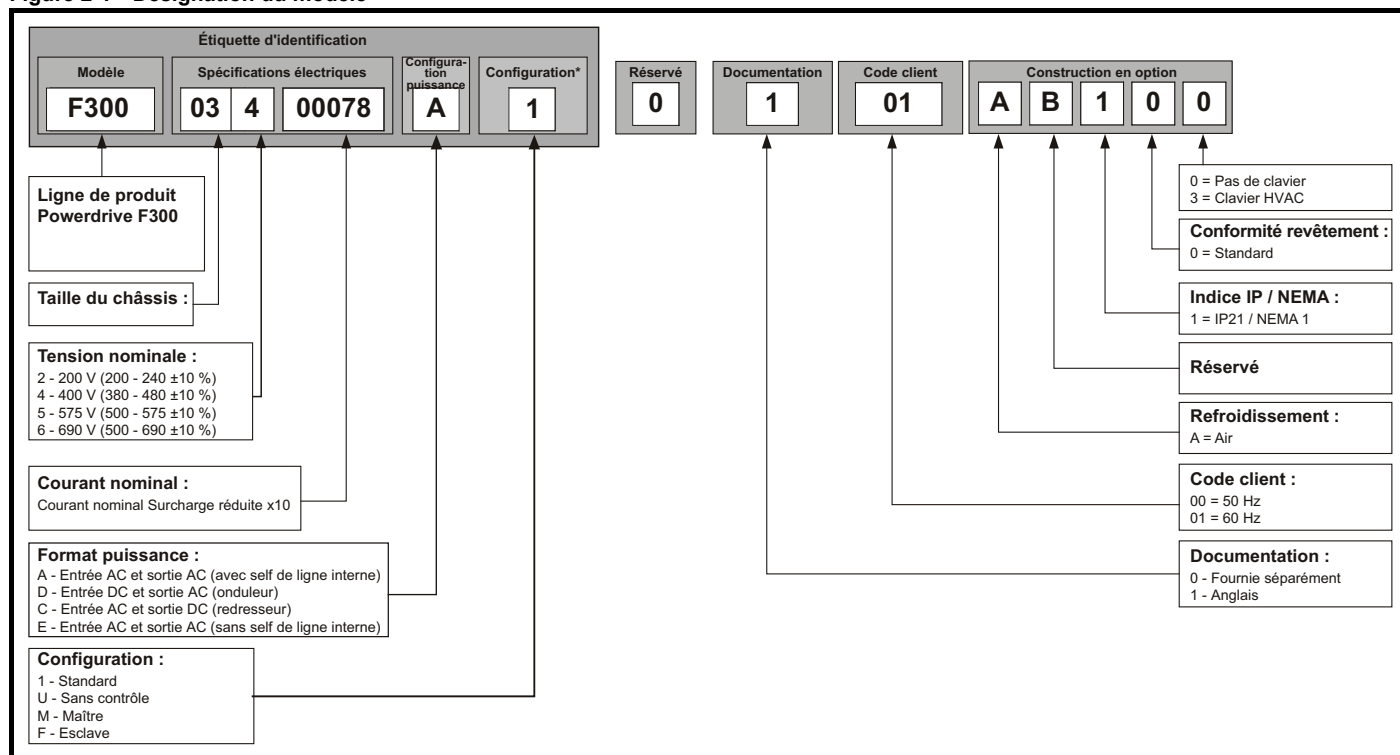 Étiquette d'identification
Modèle
Spécifications électriques
Configura-
tion
puissance
Configuration*
Réservé
Documentation
Code client
Construction en option
F300
03
4
00078
A
1
0
1
01
A
B
1
0
0
Ligne de produit
Powerdrive F300
Taille du châssis :
Tension nominale :
2 - 200 V (200 - 240 ±10 %)
4 - 400 V (380 - 480 ±10 %)
5 - 575 V (500 - 575 ±10 %)
6 - 690 V (500 - 690 ±10 %)
Courant nominal :
Courant nominal Surcharge réduite x10
Format puissance :
A - Entrée AC et sortie AC (avec self de ligne interne)
D - Entrée DC et sortie AC (onduleur)
C - Entrée AC et sortie DC (redresseur)
E - Entrée AC et sortie AC (sans self de ligne interne)
Configuration :
1 - Standard
U - Sans contrôle
M - Maître
F - Esclave
0 = Pas de clavier
3 = Clavier HVAC
Conformité revêtement :
0 = Standard
Indice IP / NEMA :
1 = IP21 / NEMA 1
Réservé
Refroidissement :
A = Air
Code client :
00 = 50 Hz
01 = 60 Hz
Documentation :
0 - Fournie séparément
1 - Anglais